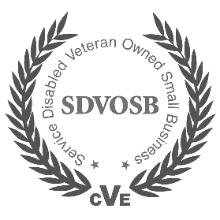 Service Disabled Veteran Owned Small Business
SDVOSB
CVE